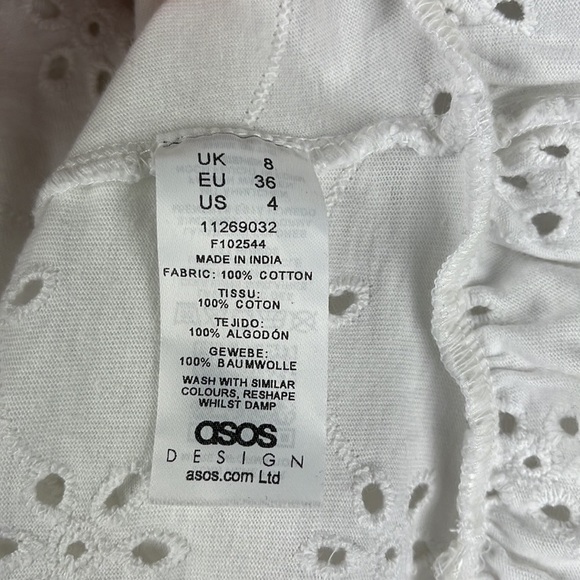 UK 8
EU 36
US 4
11269032
F102544
MADE IN INDIA
FABRIC: 100% COTTON
TISSU:
100% COTON
TEJIDO:
100% ALGODÓN
GEWEBE:
100% BAUMWOLLE
WASH WITH SIMILAR
COLOURS, RESHAPE
WHILST DAMP
asos
DESIGN
asos.com Ltd